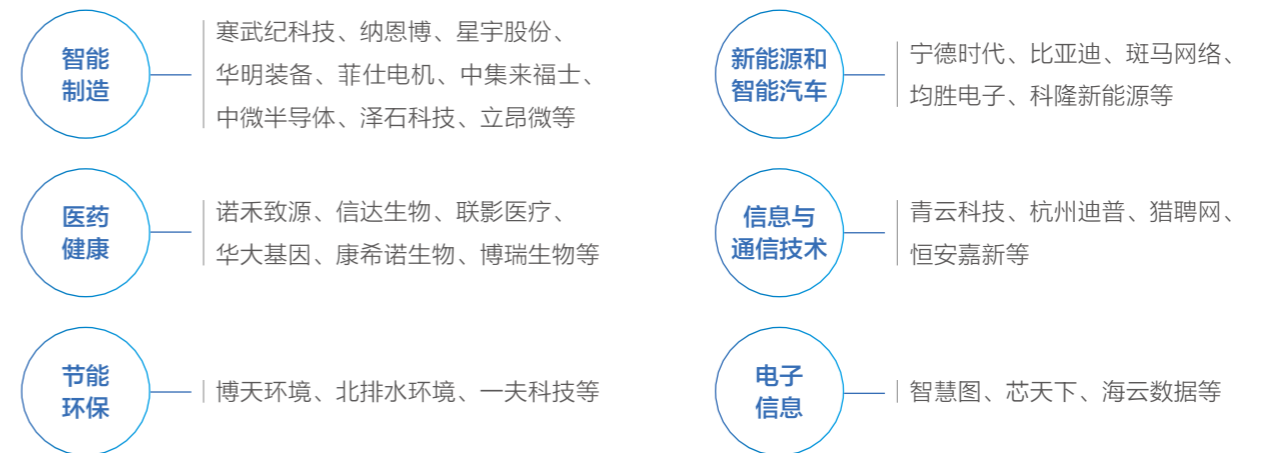 智能
制造
寒武纪科技、纳恩博、星宇股份、
华明装备、菲仕电机、中集来福士、
中微半导体、泽石科技、立昂微等
新能源和
智能汽车
宁德时代、比亚迪、斑马网络、
均胜电子、科隆新能源等
医药
健康
诺禾致源、信达生物、联影医疗、
华大基因、康希诺生物、博瑞生物等
信息与
通信技术
青云科技、杭州迪普、猎聘网、
恒安嘉新等
节能
环保
博天环境、北排水环境、一夫科技等
电子
信息
智慧图、芯天下、海云数据等